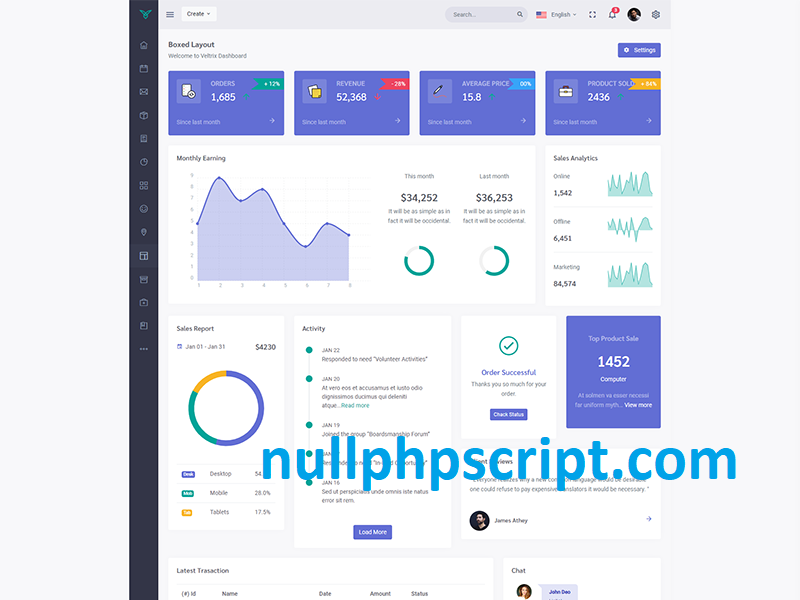 Create
Search...
English
3
Boxed Layout
Welcome to Veltrix Dashboard
Settings
ORDERS
+ 12%
1,685
Since last month
REVENUE
- 28%
52,368
Since last month
AVERAGE PRICE
00%
15.8
Since last month
PRODUCT SOLD
+ 84%
2436
Since last month
Monthly Earning
9
8
7
6
5
4
3
2
1
0
1 2 3 4 5 6 7 8
This month
$34,252
It will be as simple as in
fact it will be occidental.
Last month
$36,253
It will be as simple as in
fact it will be occidental.
Sales Analytics
Online
1,542
Offline
6,451
Marketing
84,574
Sales Report
Jan 01 - Jan 31
$4230
Desk Desktop 54.
Mob Mobile 28.0%
Tab Tablets 17.5%
Activity
JAN 22
Responded to need "Volunteer Activities"
JAN 20
At vero eos et accusamus et iusto odio
dignissimos ducimus qui deleniti
atque... Read more
JAN 19
Joined the group "Boardsmanship Forum"
JAN
Responded to need "In-Kind Opportunity"
JAN 16
Sed ut perspiciatis unde omnis iste natus
error sit rem.
Load More
Order Successful
Thanks you so much for your
order.
Chack Status
Top Product Sale
1452
Computer
At solmen va esser necessi
far uniform myth... View more
nullphpscript.com
Client Reviews
"Everyone realizes why a new common language would be desirable
one could refuse to pay expensive translators it would be necessary. "
James Athey
Latest Trasaction
(#) Id Name Date Amount Status
Chat
John Deo